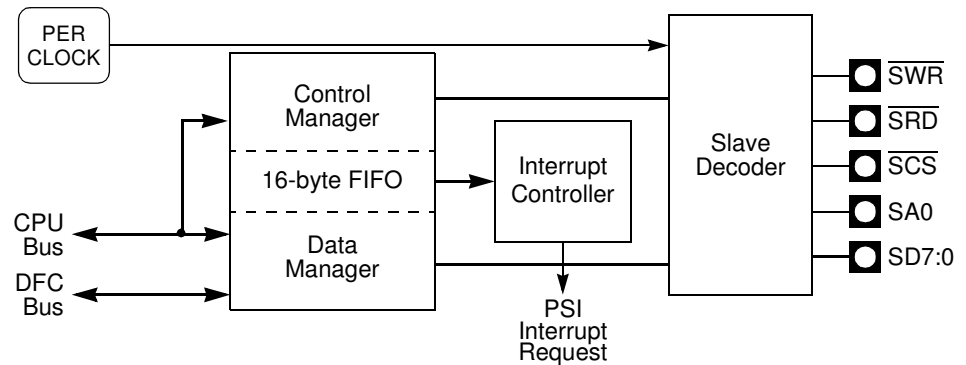 PER
CLOCK
Control
Manager
16-byte FIFO
Data
Manager
CPU
Bus
DFC
Bus
Interrupt
Controller
PSI
Interrupt
Request
Slave
Decoder
SWR
SRD
SCS
SA0
SD7:0